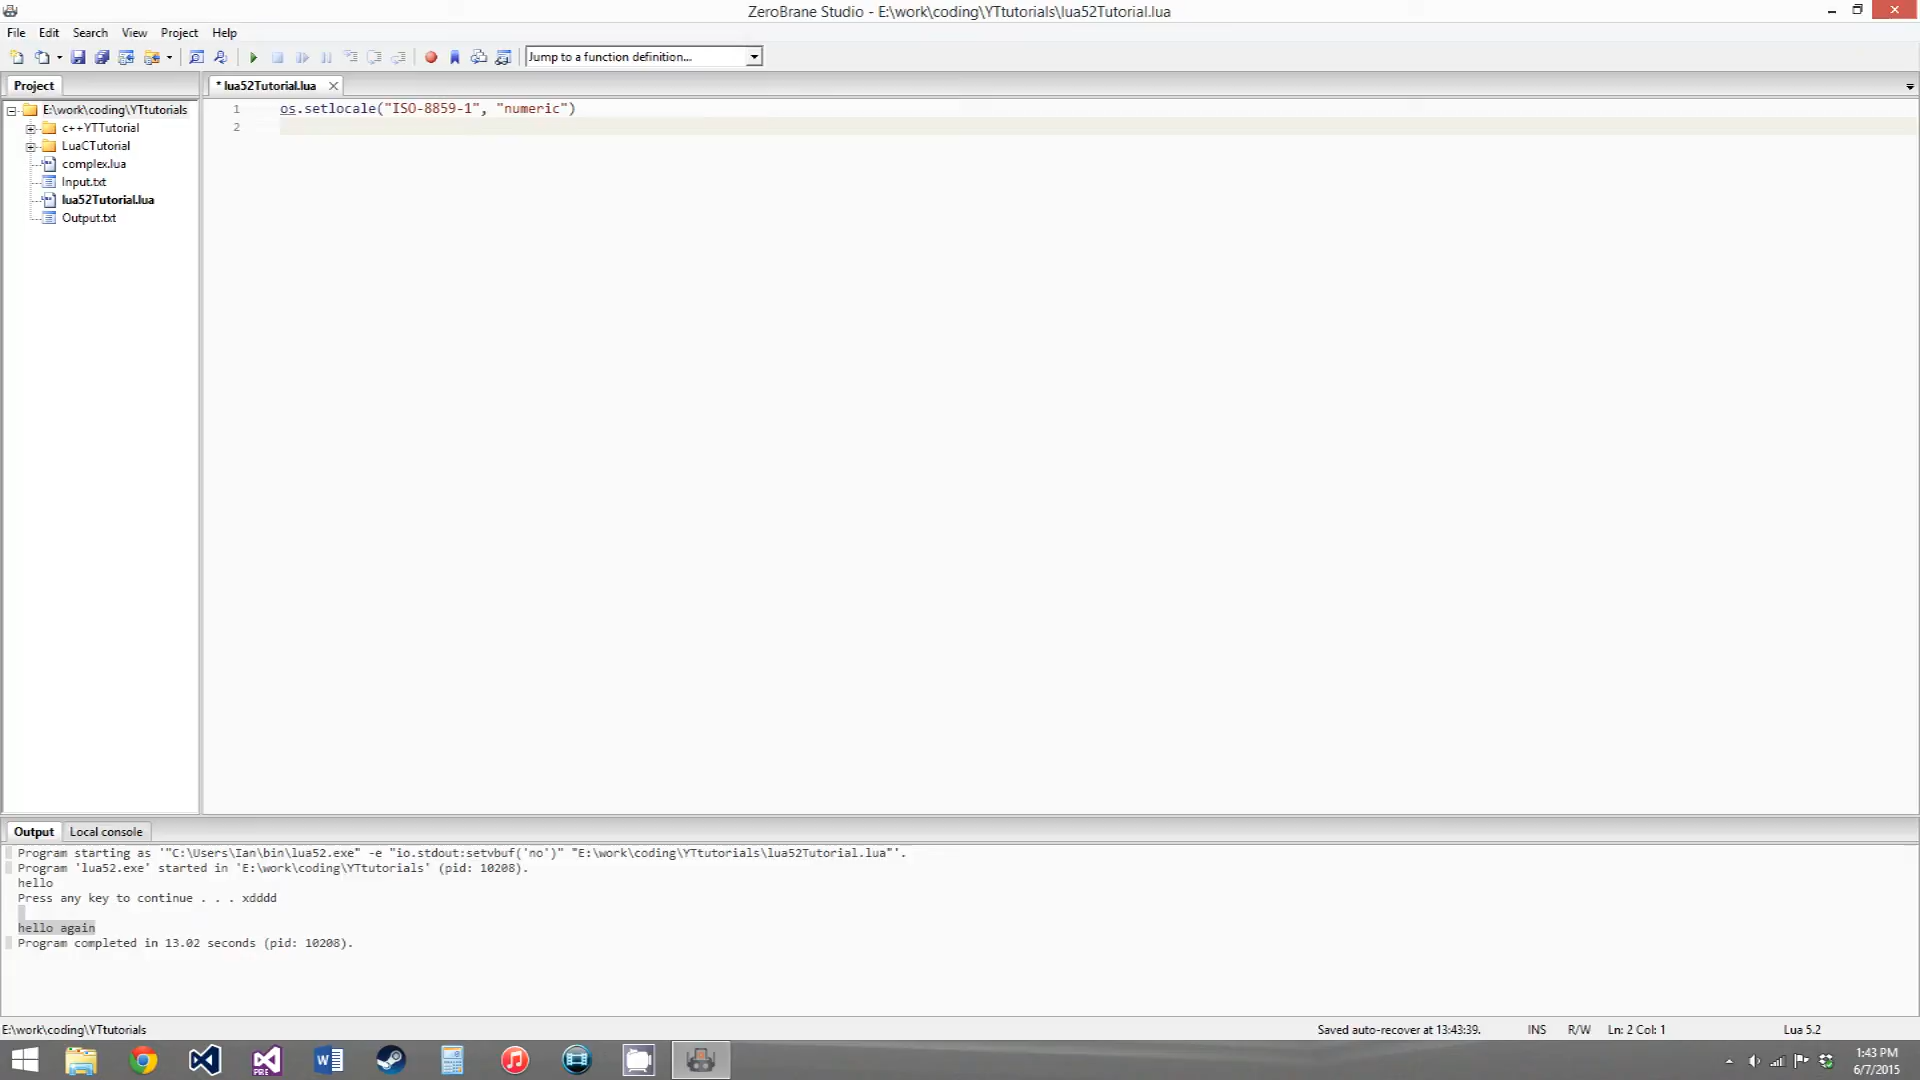 ZeroBrane Studio - E:\work\coding\YTtutorials\lua52Tutorial.lua
File Edit Search View Project Help
Jump to a function definition...
Project
* lua52Tutorial.lua
E:\work\coding\YTtutorials
c++YTTutorial
LuaCTutorial
complex.lua
Input.txt
lua52Tutorial.lua
Output.txt
1 os.setlocale("ISO-8859-1", "numeric")
2
Output Local console
Program starting as '"C:\Users\Ian\bin\lua52.exe" -e "io.stdout:setvbuf('no')" "E:\work\coding\YTtutorials\lua52Tutorial.lua"'.
Program 'lua52.exe' started in 'E:\work\coding\YTtutorials' (pid: 10208).
hello
Press any key to continue . . . xdddd
hello again
Program completed in 13.02 seconds (pid: 10208).
E:\work\coding\YTtutorials Saved auto-recover at 13:43:39. INS R/W Ln: 2 Col: 1 Lua 5.2
PRE
1:43 PM
6/7/2015